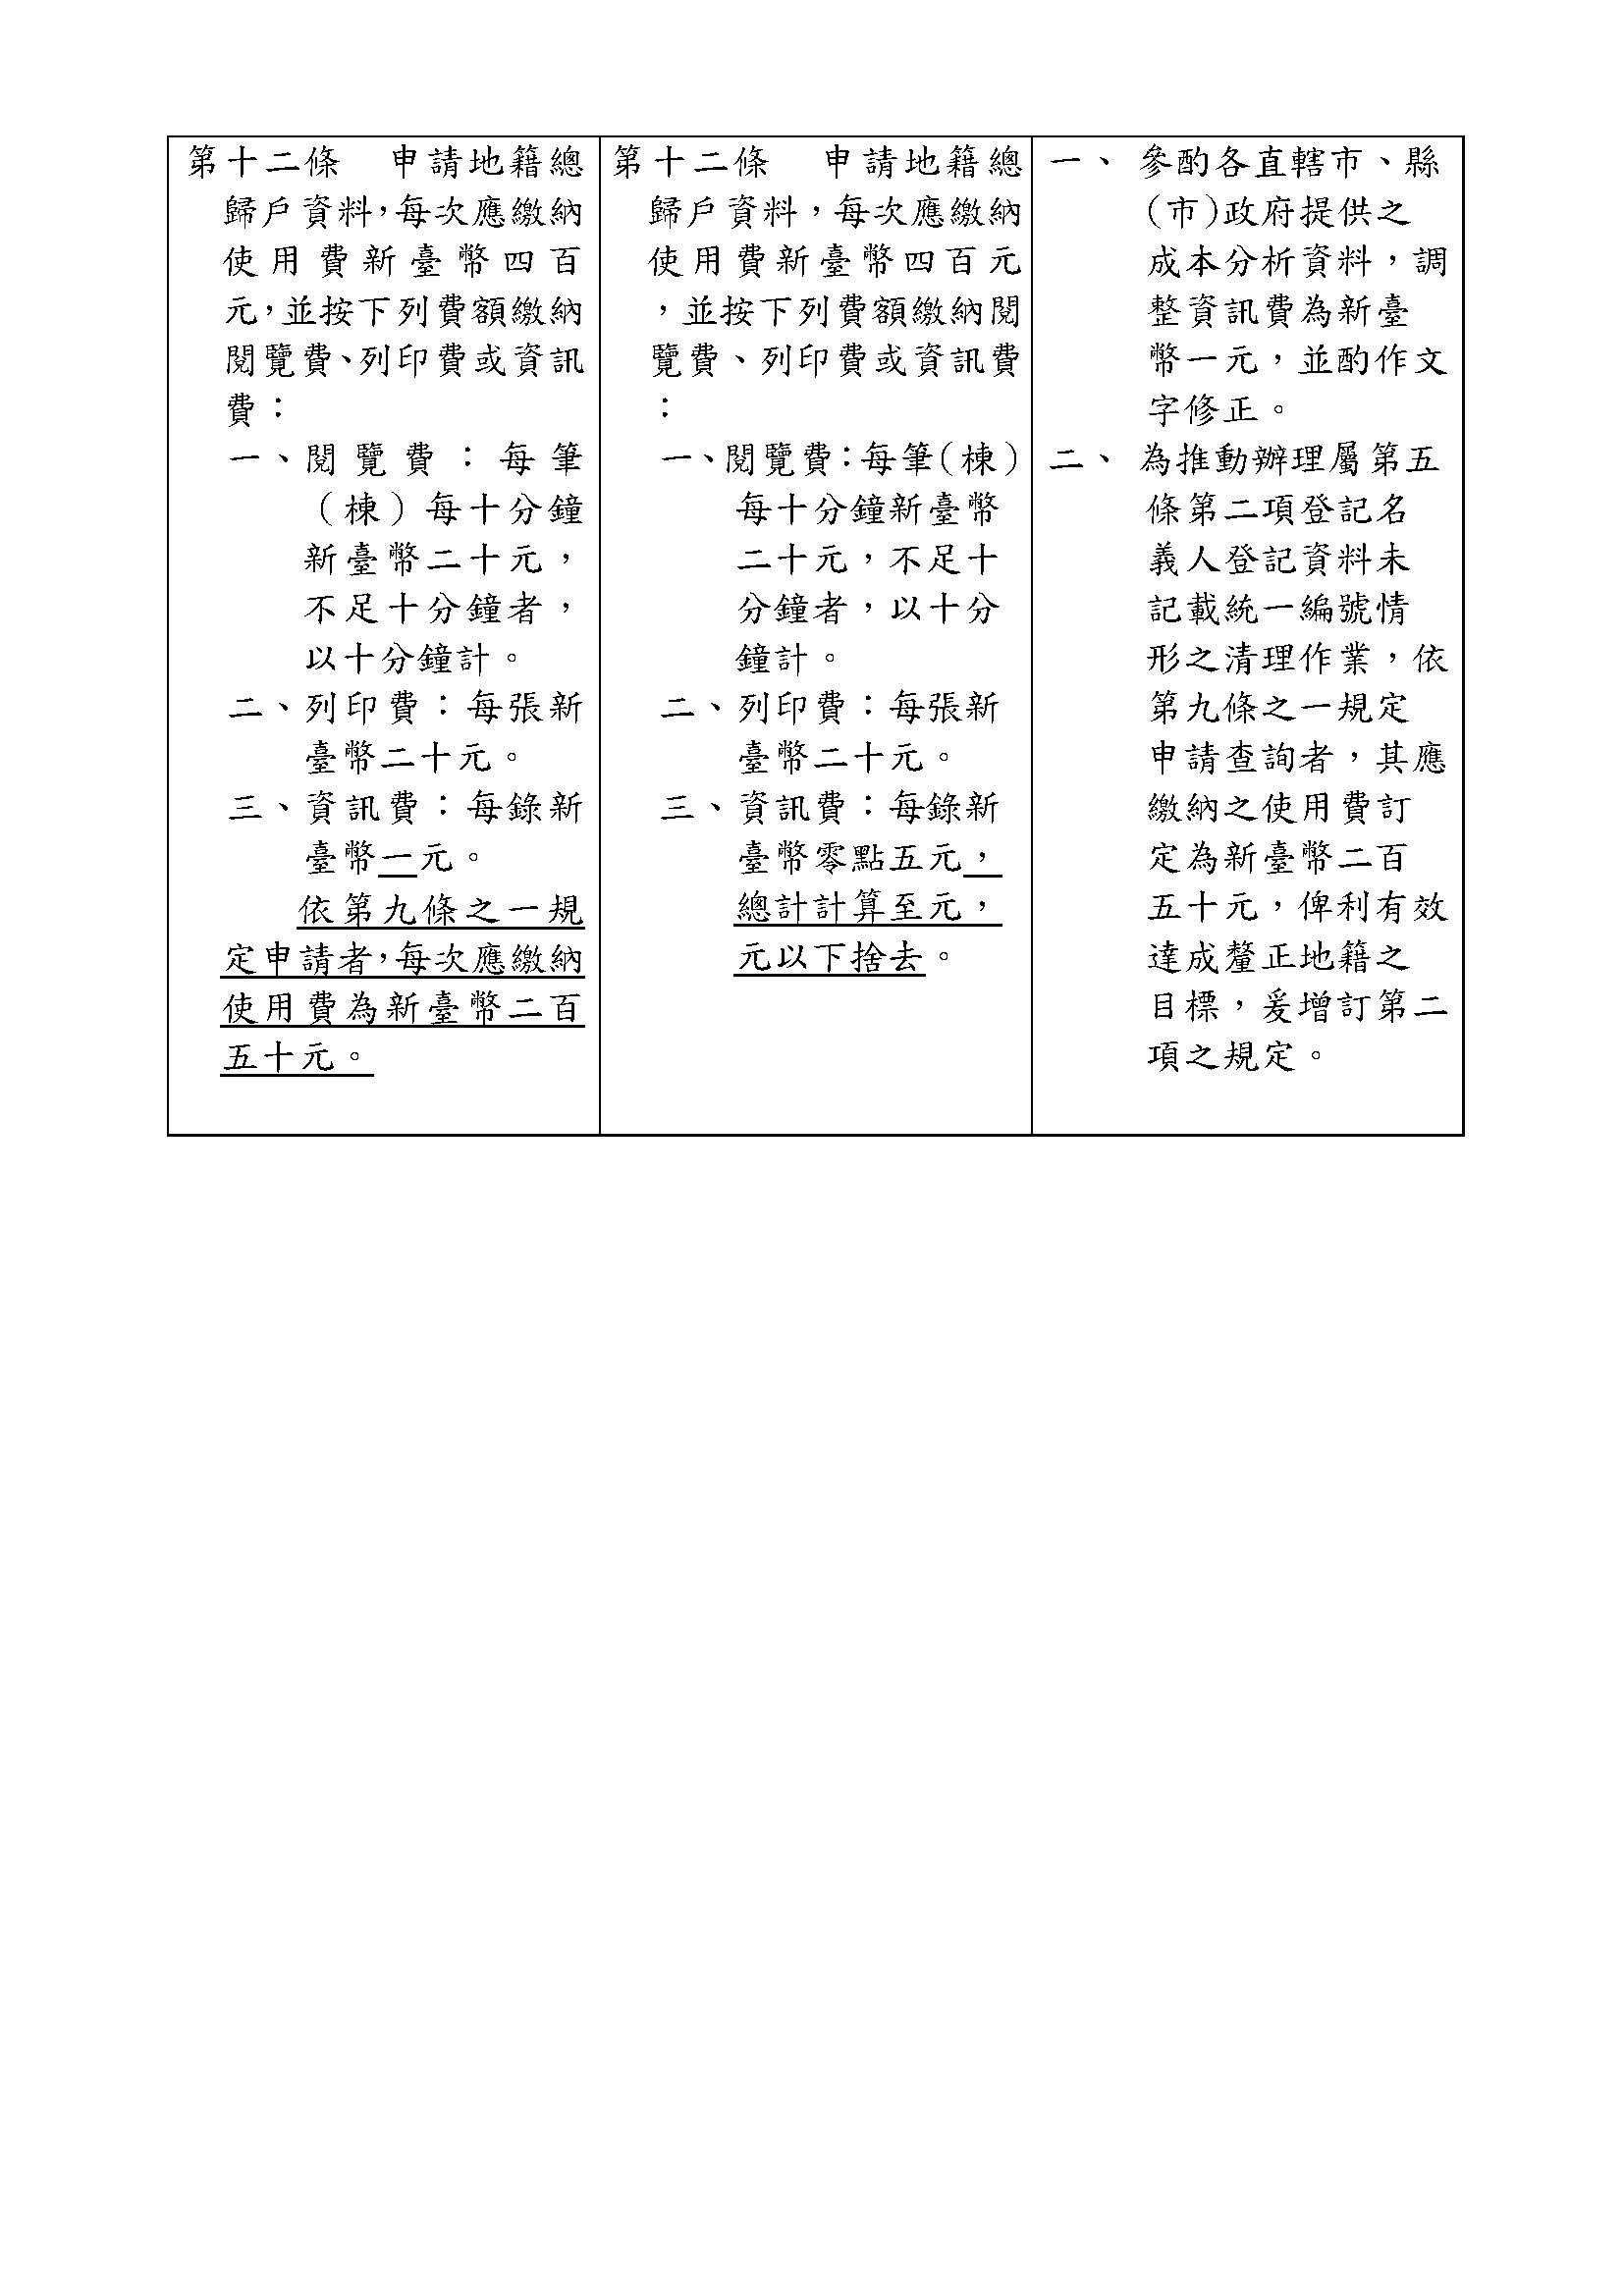 第十二條　申請地籍總
歸戶資料，每次應繳納
使用費新臺幣四百
元，並按下列費額繳納
閱覽費、列印費或資訊
費：
一、閱覽費：每筆
（棟）每十分鐘
新臺幣二十元，
不足十分鐘者，
以十分鐘計。
二、列印費：每張新
臺幣二十元。
三、資訊費：每錄新
臺幣一元。
依第九條之一規
定申請者，每次應繳納
使用費為新臺幣二百
五十元。
第十二條　申請地籍總
歸戶資料，每次應繳納
使用費新臺幣四百元
，並按下列費額繳納閱
覽費、列印費或資訊費
：
一、閱覽費：每筆(棟)
每十分鐘新臺幣
二十元，不足十
分鐘者，以十分
鐘計。
二、列印費：每張新
臺幣二十元。
三、資訊費：每錄新
臺幣零點五元，
總計計算至元，
元以下捨去。
一、參酌各直轄市、縣
(市)政府提供之
成本分析資料，調
整資訊費為新臺
幣一元，並酌作文
字修正。
二、為推動辦理屬第五
條第二項登記名
義人登記資料未
記載統一編號情
形之清理作業，依
第九條之一規定
申請查詢者，其應
繳納之使用費訂
定為新臺幣二百
五十元，俾利有效
達成釐正地籍之
目標，爰增訂第二
項之規定。